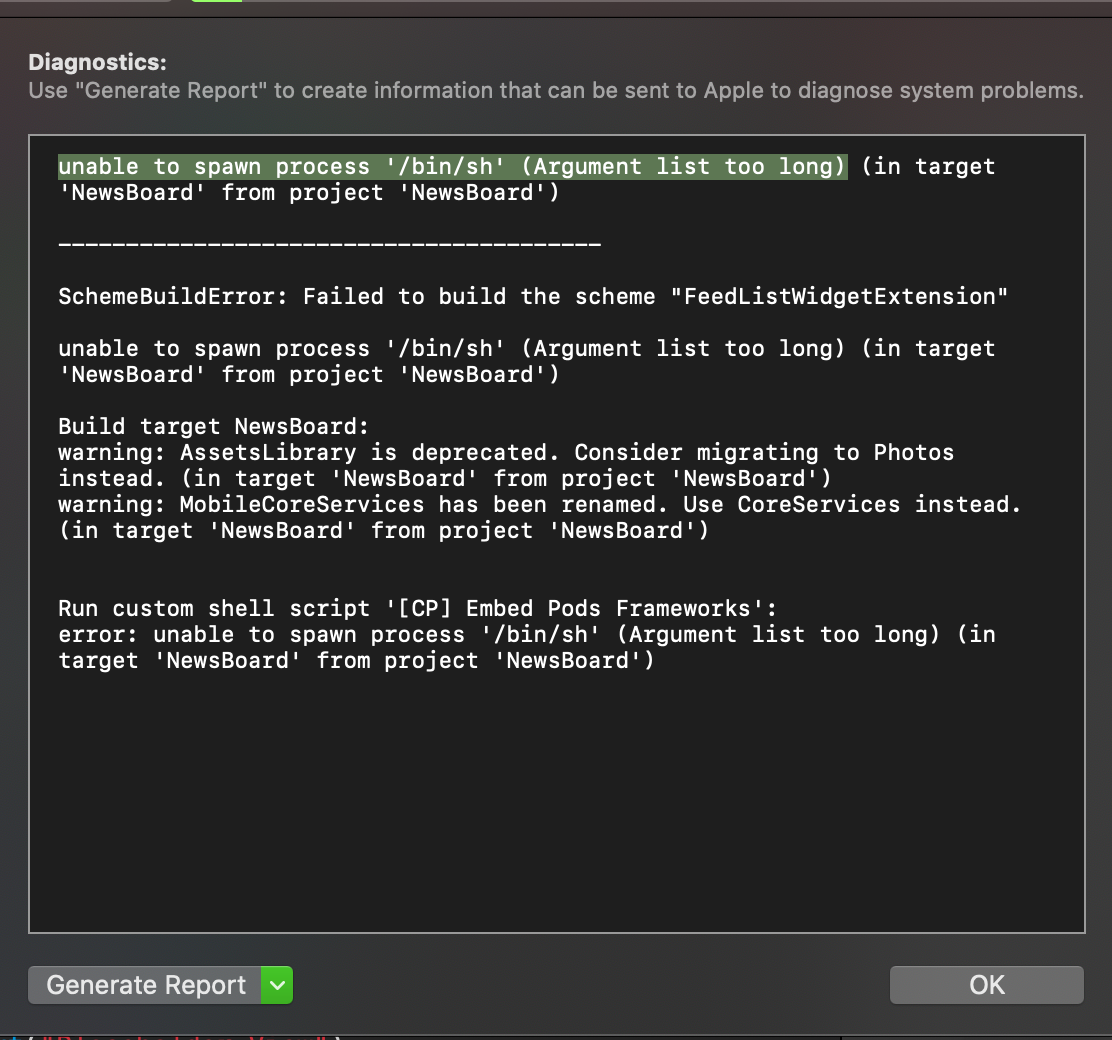 Diagnostics:
Use "Generate Report" to create information that can be sent to Apple to diagnose system problems.
unable to spawn process '/bin/sh' (Argument list too long) (in target
'NewsBoard' from project 'NewsBoard')
----------------------------------------
SchemeBuildError: Failed to build the scheme "FeedListWidgetExtension"
unable to spawn process '/bin/sh' (Argument list too long) (in target
'NewsBoard' from project 'NewsBoard')
Build target NewsBoard:
warning: AssetsLibrary is deprecated. Consider migrating to Photos
instead. (in target 'NewsBoard' from project 'NewsBoard')
warning: MobileCoreServices has been renamed. Use CoreServices instead.
(in target 'NewsBoard' from project 'NewsBoard')
Run custom shell script '[CP] Embed Pods Frameworks':
error: unable to spawn process '/bin/sh' (Argument list too long) (in
target 'NewsBoard' from project 'NewsBoard')
Generate Report
OK